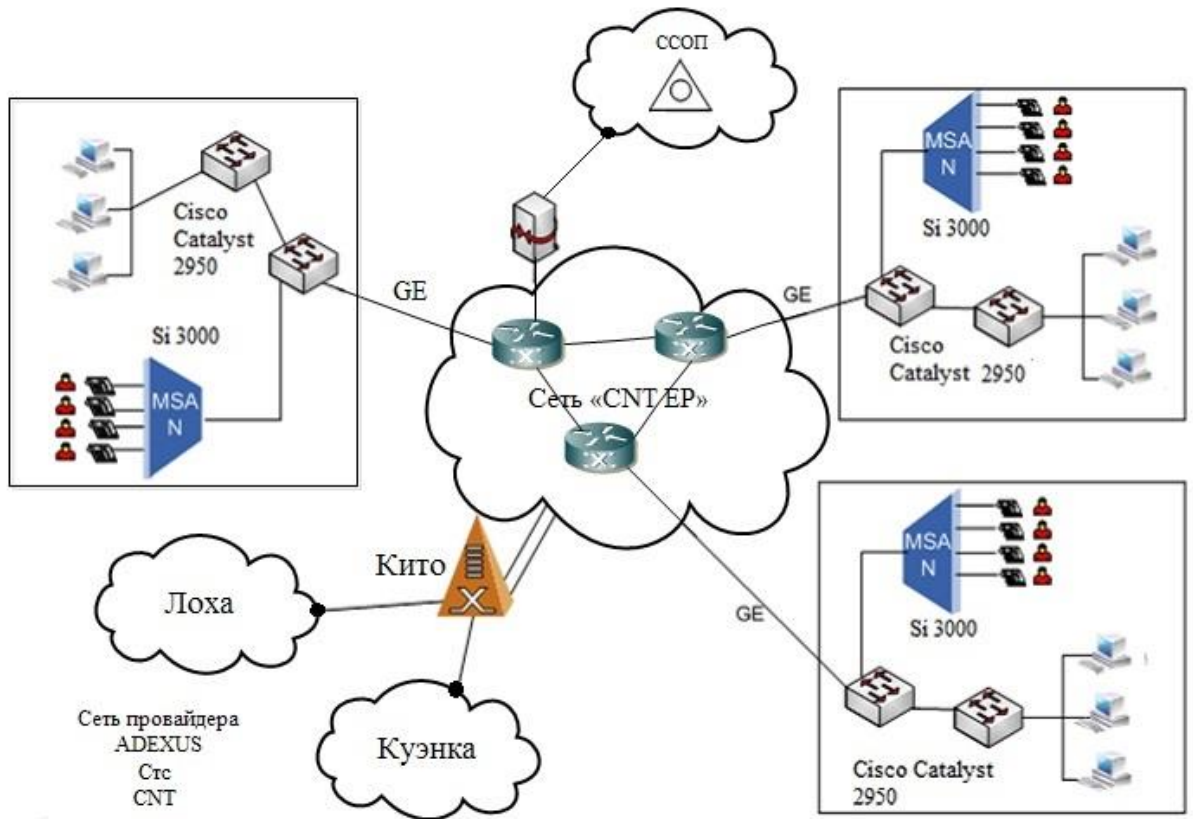 ССОП
Cisco
Catalyst
2950
Si 3000
MSA
N
GE
MSA
N
Si 3000
GE
Cisco
Catalyst 2950
Сеть «CNT EP»
Кито
Лоха
Куэнка
Сеть провайдера
ADEXUS
Стс
CNT
GE
MSA
N
Si 3000
Cisco Catalyst
2950